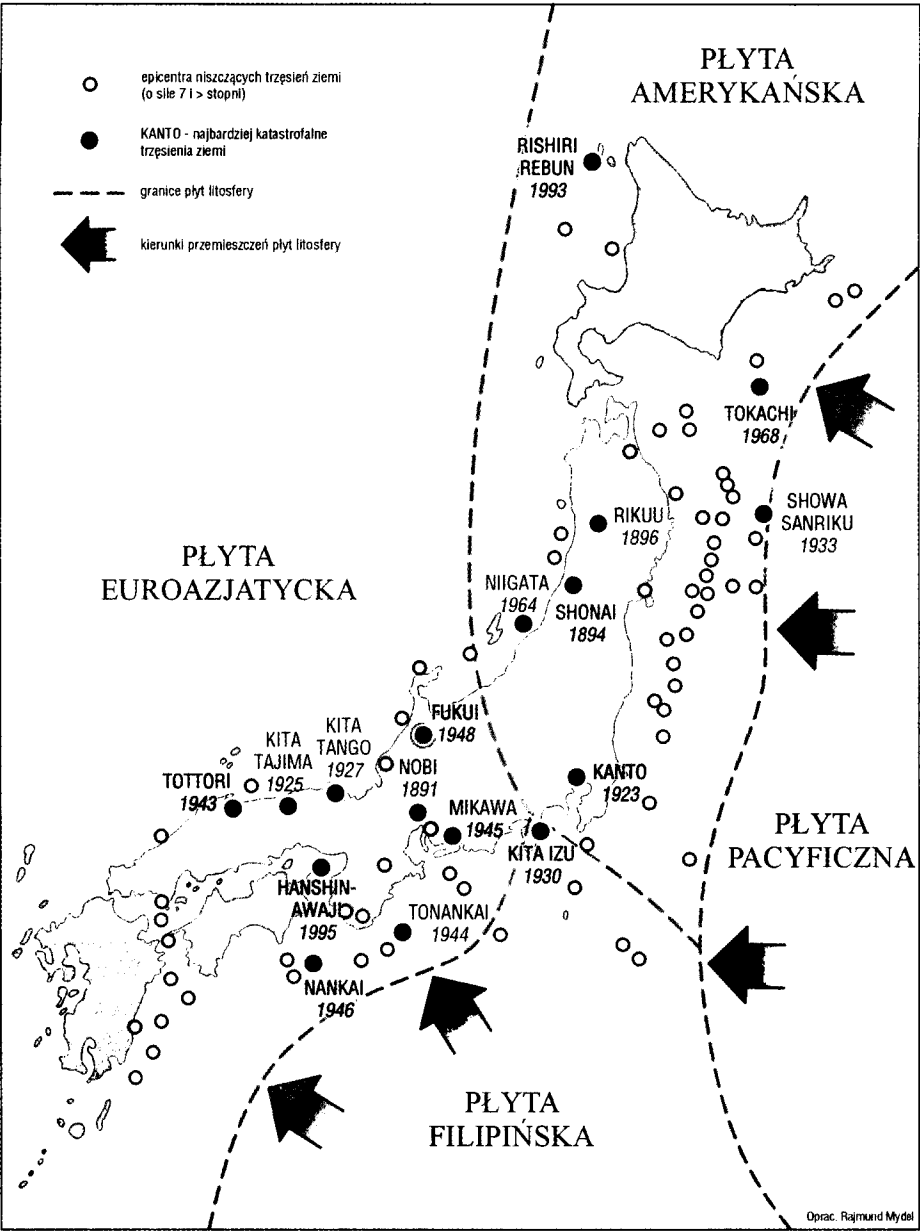 epicentra niszczących trzęsień ziemi
(o sile 7 i > stopni)
KANTO - najbardziej katastrofalne
trzęsienia ziemi
granice płyt litosfery
kierunki przemieszczeń płyt litosfery
PŁYTA
AMERYKAŃSKA
RISHIRI
REBUN
1993
TOKACHI
1968
SHOWA
SANRIKU
1933
RIKUU
1896
PŁYTA
EUROAZJATYCKA
NIIGATA
1964
SHONAI
1894
FUKUI
1948
KITA
TANGO
1927
KITA
TAJIMA
1925
TOTTORI
1943
NOBI
1891
MIKAWA
1945
KANTO
1923
KITA IZU
1930
PŁYTA
PACYFICZNA
HANSHIN-
AWAJI
1995
TONANKAI
1944
NANKAI
1946
PŁYTA
FILIPIŃSKA
Oprac. Rajmund Mydel